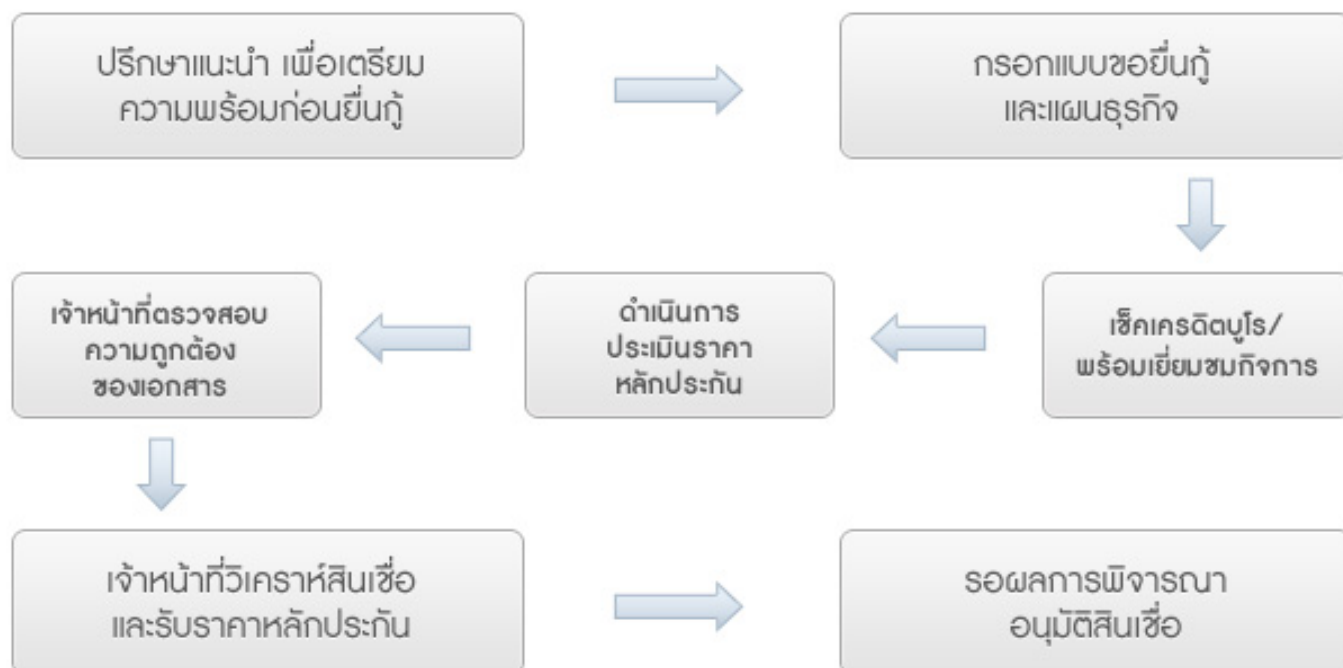 ปรึกษาแนะนำ เพื่อเตรียม
ความพร้อมก่อนยื่นกู้
กรอกแบบขอยื่นกู้
และแผนธุรกิจ
เช็คเครดิตบูโร/
พร้อมเยี่ยมชมกิจการ
ดำเนินการ
ประเมินราคา
หลักประกัน
เจ้าหน้าที่ตรวจสอบ
ความถูกต้อง
ของเอกสาร
เจ้าหน้าที่วิเคราห์สินเชื่อ
และรับราคาหลักประกัน
รอผลการพิจารณา
อนุมัติสินเชื่อ